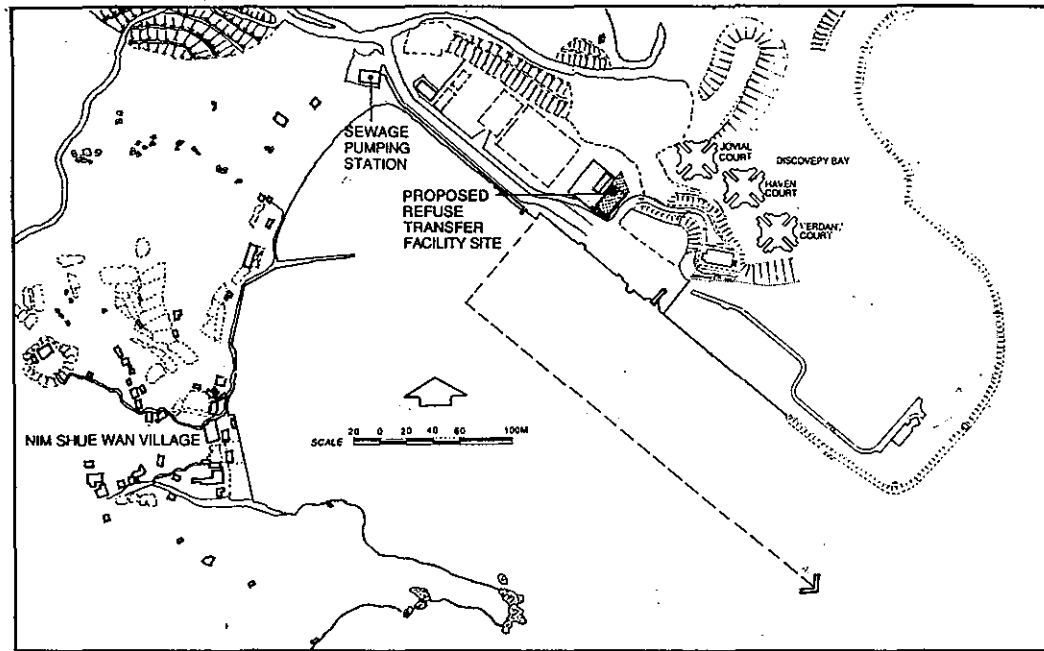 SEWAGE
PUMPING
STATION
JOVIAL
COURT
DISCOVERY BAY
HAVEN
COURT
PROPOSED
REFUSE
TRANSFER
FACILITY SITE
COURT
NIM SHUE WAN VILLAGE
SCALE 20 0 20 40 60 100M